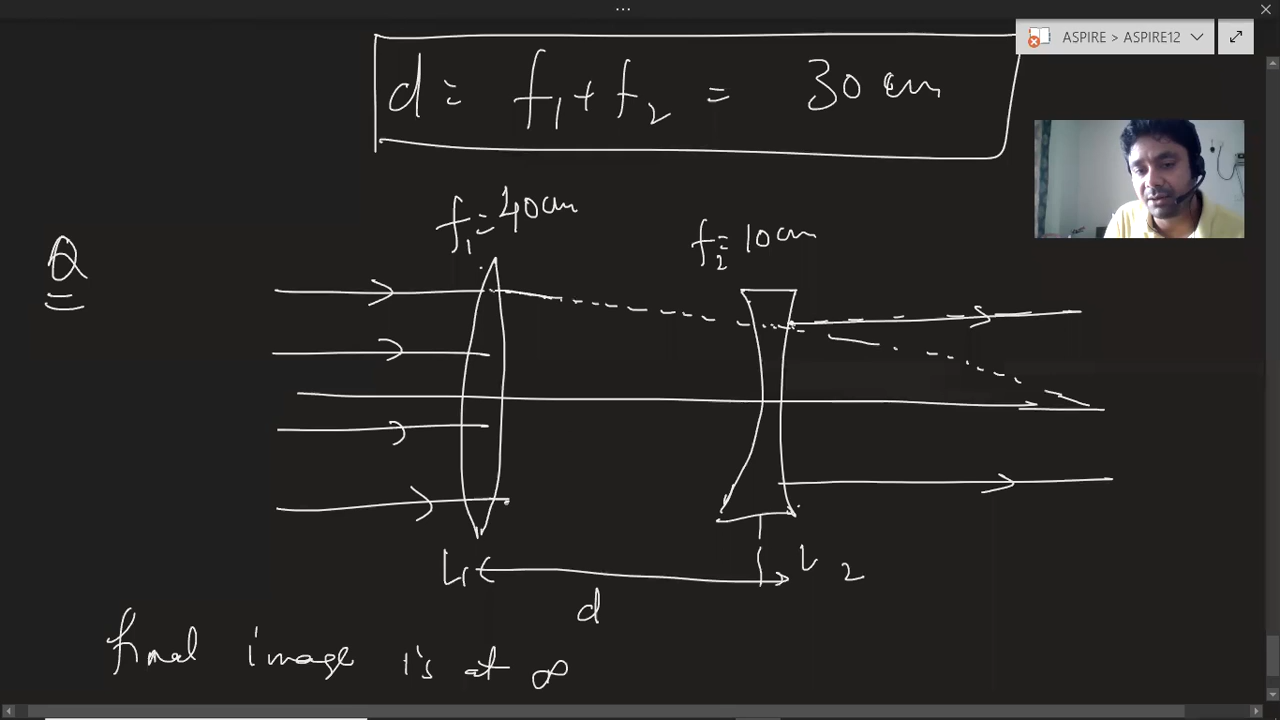 ...
ASPIRE > ASPIRE12
d = f₁ + f₂ = 30 cm
f₁ = 40 cm
f₂ = 10 cm
Q
L₁
L₂
d
final image is at ∞